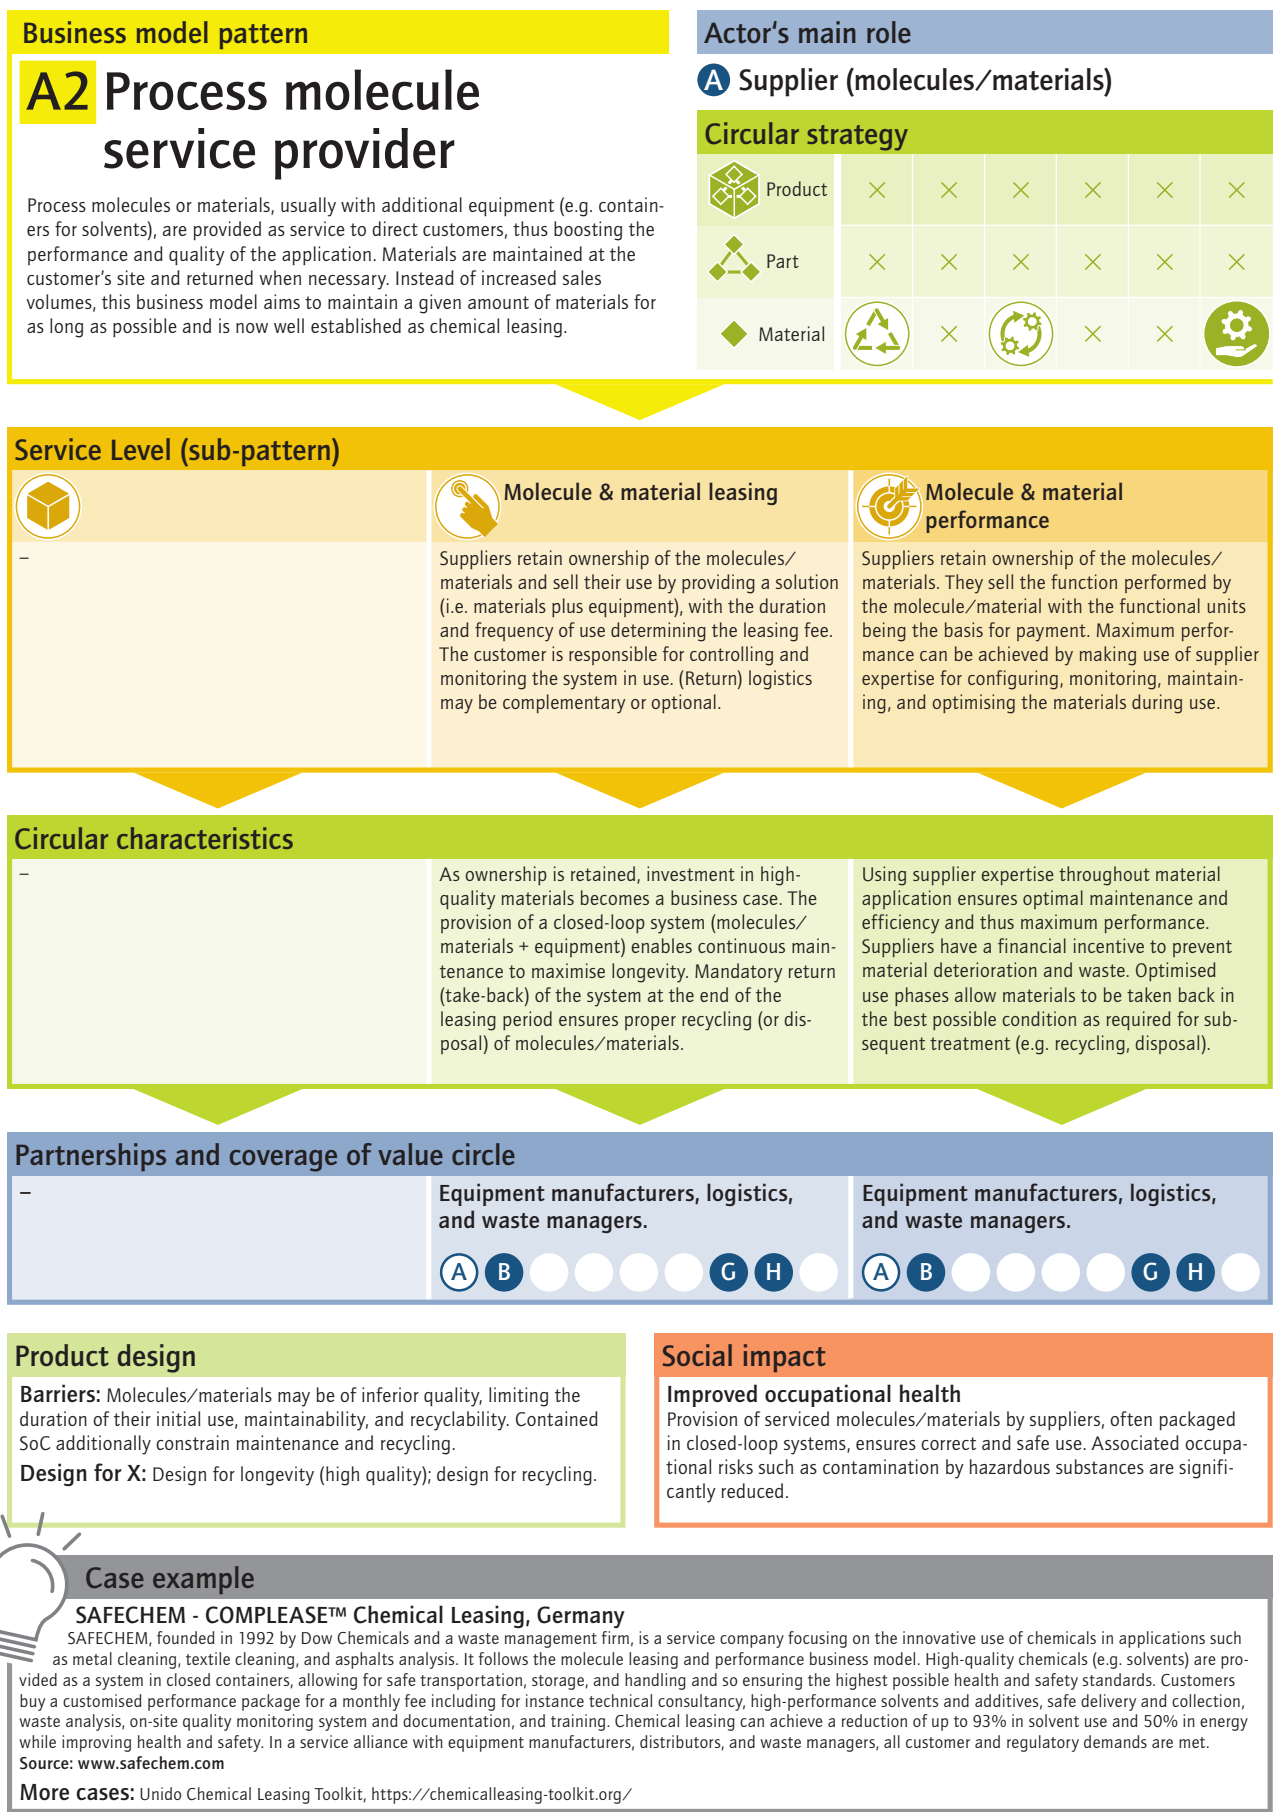 Business model pattern
A2 Process molecule
service provider
Process molecules or materials, usually with additional equipment (e.g. contain-
ers for solvents), are provided as service to direct customers, thus boosting the
performance and quality of the application. Materials are maintained at the
customer's site and returned when necessary. Instead of increased sales
volumes, this business model aims to maintain a given amount of materials for
as long as possible and is now well established as chemical leasing.
Actor's main role
A Supplier (molecules/materials)
Circular strategy
Product
Part
Material
Service Level (sub-pattern)
–
Molecule & material leasing
Suppliers retain ownership of the molecules/
materials and sell their use by providing a solution
(i.e. materials plus equipment), with the duration
and frequency of use determining the leasing fee.
The customer is responsible for controlling and
monitoring the system in use. (Return) logistics
may be complementary or optional.
Molecule & material
performance
Suppliers retain ownership of the molecules/
materials. They sell the function performed by
the molecule/material with the functional units
being the basis for payment. Maximum perfor-
mance can be achieved by making use of supplier
expertise for configuring, monitoring, maintain-
ing, and optimising the materials during use.
Circular characteristics
–
As ownership is retained, investment in high-
quality materials becomes a business case. The
provision of a closed-loop system (molecules/
materials + equipment) enables continuous main-
tenance to maximise longevity. Mandatory return
(take-back) of the system at the end of the
leasing period ensures proper recycling (or dis-
posal) of molecules/materials.
Using supplier expertise throughout material
application ensures optimal maintenance and
efficiency and thus maximum performance.
Suppliers have a financial incentive to prevent
material deterioration and waste. Optimised
use phases allow materials to be taken back in
the best possible condition as required for sub-
sequent treatment (e.g. recycling, disposal).
Partnerships and coverage of value circle
–
Equipment manufacturers, logistics,
and waste managers.
A B G H
Equipment manufacturers, logistics,
and waste managers.
A B G H
Product design
Barriers: Molecules/materials may be of inferior quality, limiting the
duration of their initial use, maintainability, and recyclability. Contained
SoC additionally constrain maintenance and recycling.
Design for X: Design for longevity (high quality); design for recycling.
Social impact
Improved occupational health
Provision of serviced molecules/materials by suppliers, often packaged
in closed-loop systems, ensures correct and safe use. Associated occupa-
tional risks such as contamination by hazardous substances are signifi-
cantly reduced.
Case example
SAFECHEM - COMPLEASE™ Chemical Leasing, Germany
SAFECHEM, founded in 1992 by Dow Chemicals and a waste management firm, is a service company focusing on the innovative use of chemicals in applications such
as metal cleaning, textile cleaning, and asphalts analysis. It follows the molecule leasing and performance business model. High-quality chemicals (e.g. solvents) are pro-
vided as a system in closed containers, allowing for safe transportation, storage, and handling and so ensuring the highest possible health and safety standards. Customers
buy a customised performance package for a monthly fee including for instance technical consultancy, high-performance solvents and additives, safe delivery and collection,
waste analysis, on-site quality monitoring system and documentation, and training. Chemical leasing can achieve a reduction of up to 93% in solvent use and 50% in energy
while improving health and safety. In a service alliance with equipment manufacturers, distributors, and waste managers, all customer and regulatory demands are met.
Source: www.safechem.com
More cases: Unido Chemical Leasing Toolkit, https://chemicalleasing-toolkit.org/